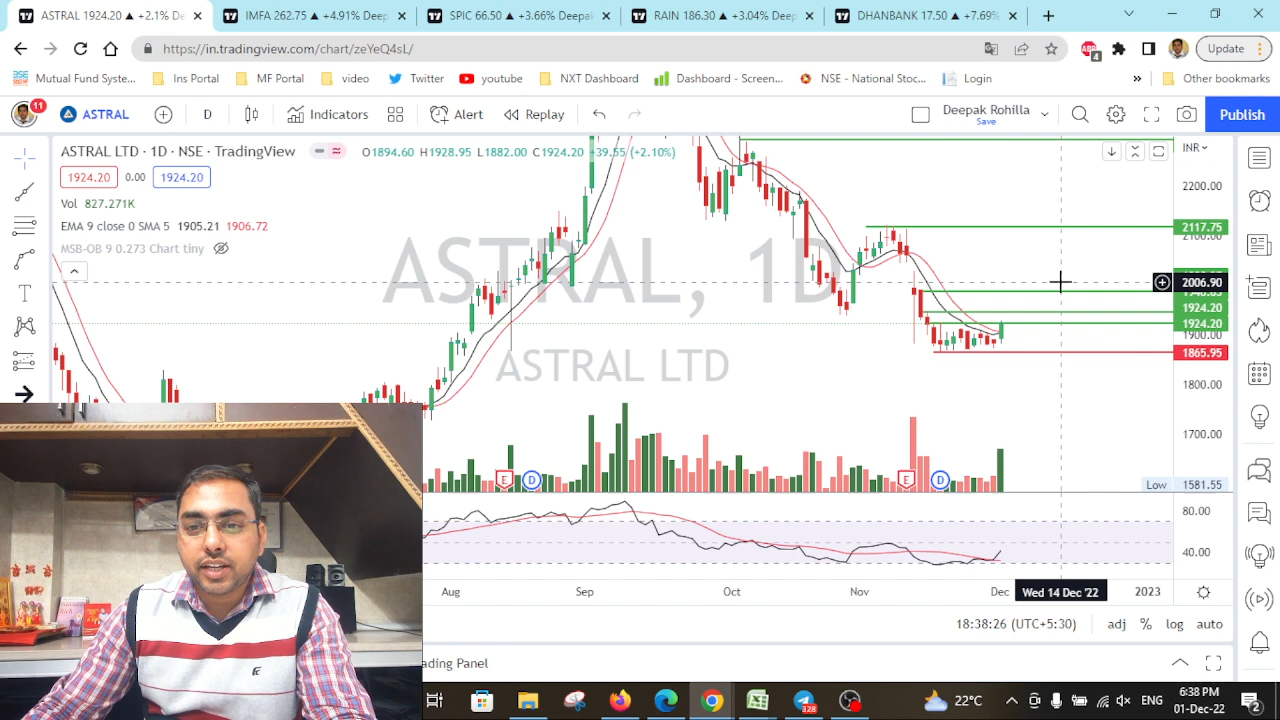 ASTRAL 1924.20 ▲ +2.1% De
IMFA 262.75 ▲ +4.91% Deep
SPIC 66.50 ▲ +3.66% Deepak
RAIN 186.30 ▲ +3.04% Deep
DHANBANK 17.50 ▲ +7.69%
https://in.tradingview.com/chart/zeYeQ4sL/
4
Update
Mutual Fund Syste...
Ins Portal
MF Portal
video
Twitter
youtube
NXT Dashboard
Dashboard - Screen...
NSE - National Stoc...
Login
»
Other bookmarks
11
ASTRAL
D
Indicators
Alert
Replay
Deepak Rohilla
Save
Publish
ASTRAL LTD · 1D · NSE · TradingView
O1894.60 H1928.95 L1882.00 C1924.20 +39.55 (+2.10%)
INR
1924.20 0.00 1924.20
Vol 827.271K
EMA 9 close 0 SMA 5 1905.21 1906.72
MSB-OB 9 0.273 Chart tiny
ASTRAL, 1D
ASTRAL LTD
2200.00
2117.75
2100.00
2006.90
1924.20
1924.20
1900.00
1865.95
1800.00
1700.00
Low 1581.55
E D
E D
80.00
40.00
Aug Sep Oct Nov Dec Wed 14 Dec '22 2023
18:38:26 (UTC+5:30) adj % log auto
ading Panel
328
22°C
ENG
6:38 PM
01-Dec-22
2